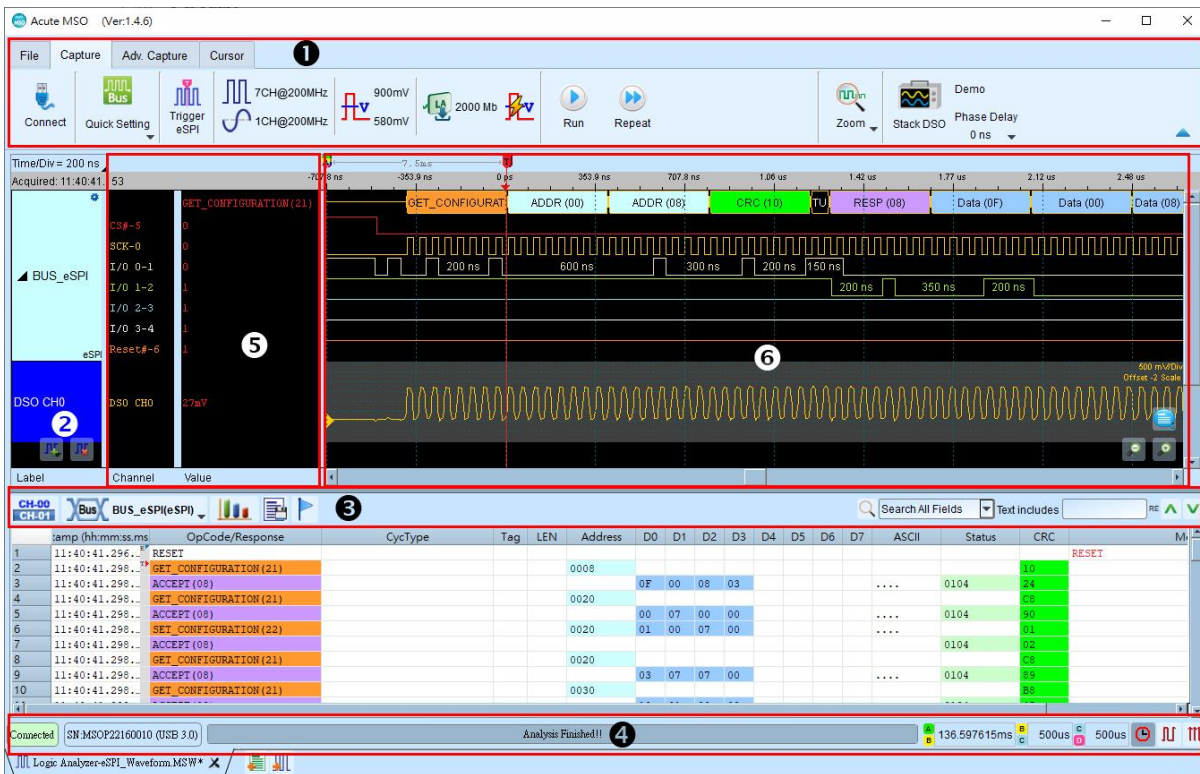 Acute MSO (Ver:1.4.6)
File Capture Adv. Capture Cursor 1
Connect
Bus
Quick Setting
Trigger eSPI
7CH@200MHz
1CH@200MHz
V 900mV
580mV
LA 2000 Mb
V
Run
Repeat
Zoom
Stack DSO
Demo
Phase Delay
0 ns
Time/Div = 200 ns
Acquired: 11:40:41. 53
7.5ms T
-707.8 ns -353.9 ns 0 ps 353.9 ns 707.8 ns 1.06 us 1.42 us 1.77 us 2.12 us 2.48 us
GET_CONFIGURATION(21)
GET_CONFIGURAT ADDR (00) ADDR (08) CRC (10) TU RESP (08) Data (0F) Data (00) Data (08)
CS#-5 0
SCK-0 0
BUS_eSPI
I/O 0-1 0 200 ns 600 ns 300 ns 200 ns 150 ns
I/O 1-2 1 200 ns 350 ns 200 ns
I/O 2-3 1
I/O 3-4 1
Reset#-6 1
eSPI
5
6
500 mV/Div
Offset -2 Scale
DSO CH0
DSO CH0 27mV
2
Label Channel Value
CH-00
CH-01
Bus BUS_eSPI(eSPI)
3
Search All Fields Text includes RE
OpCode/Response CycType Tag LEN Address D0 D1 D2 D3 D4 D5 D6 D7 ASCII Status CRC
1 11:40:41.296... RESET RESET
2 11:40:41.298... GET_CONFIGURATION(21) 0008 10
3 11:40:41.298... ACCEPT(08) 0F 00 08 03 .... 0104 24
4 11:40:41.298... GET_CONFIGURATION(21) 0020 C8
5 11:40:41.298... ACCEPT(08) 00 07 00 00 .... 0104 90
6 11:40:41.298... SET_CONFIGURATION(22) 0020 01 00 07 00 .... 01
7 11:40:41.298... ACCEPT(08) 0104 02
8 11:40:41.298... GET_CONFIGURATION(21) 0020 C8
9 11:40:41.298... ACCEPT(08) 03 07 07 00 .... 0104 89
10 11:40:41.298... GET_CONFIGURATION(21) 0030 B8
Connected SN:MSOP22160010 (USB 3.0) Analysis Finished!! 4 A B 136.597615ms B C 500us C D 500us
Logic Analyzer-eSPI_Waveform.MSW* X